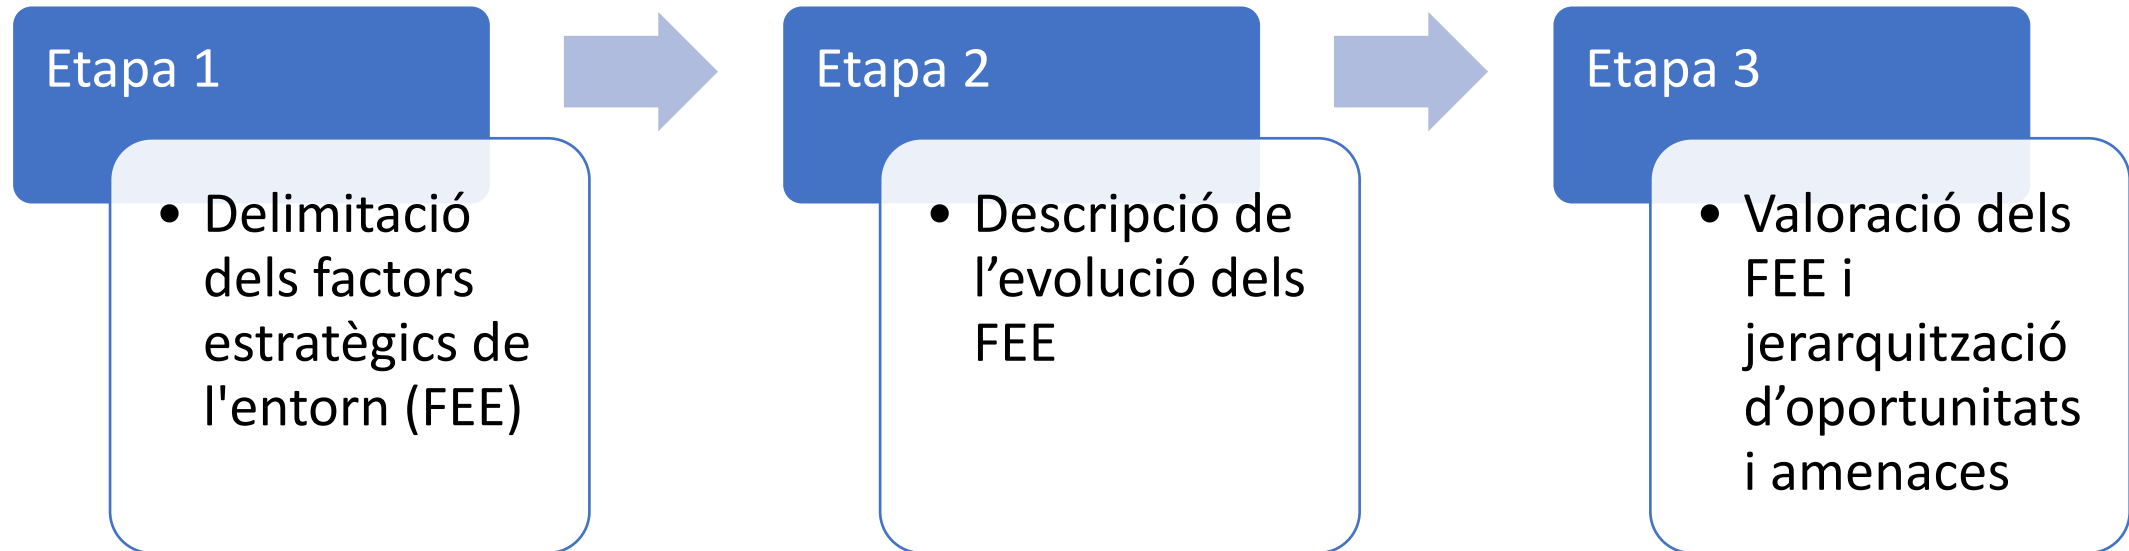 Etapa 1
• Delimitació
dels factors
estratègics de
l'entorn (FEE)
Etapa 2
• Descripció de
l’evolució dels
FEE
Etapa 3
• Valoració dels
FEE i
jerarquització
d’oportunitats
i amenaces